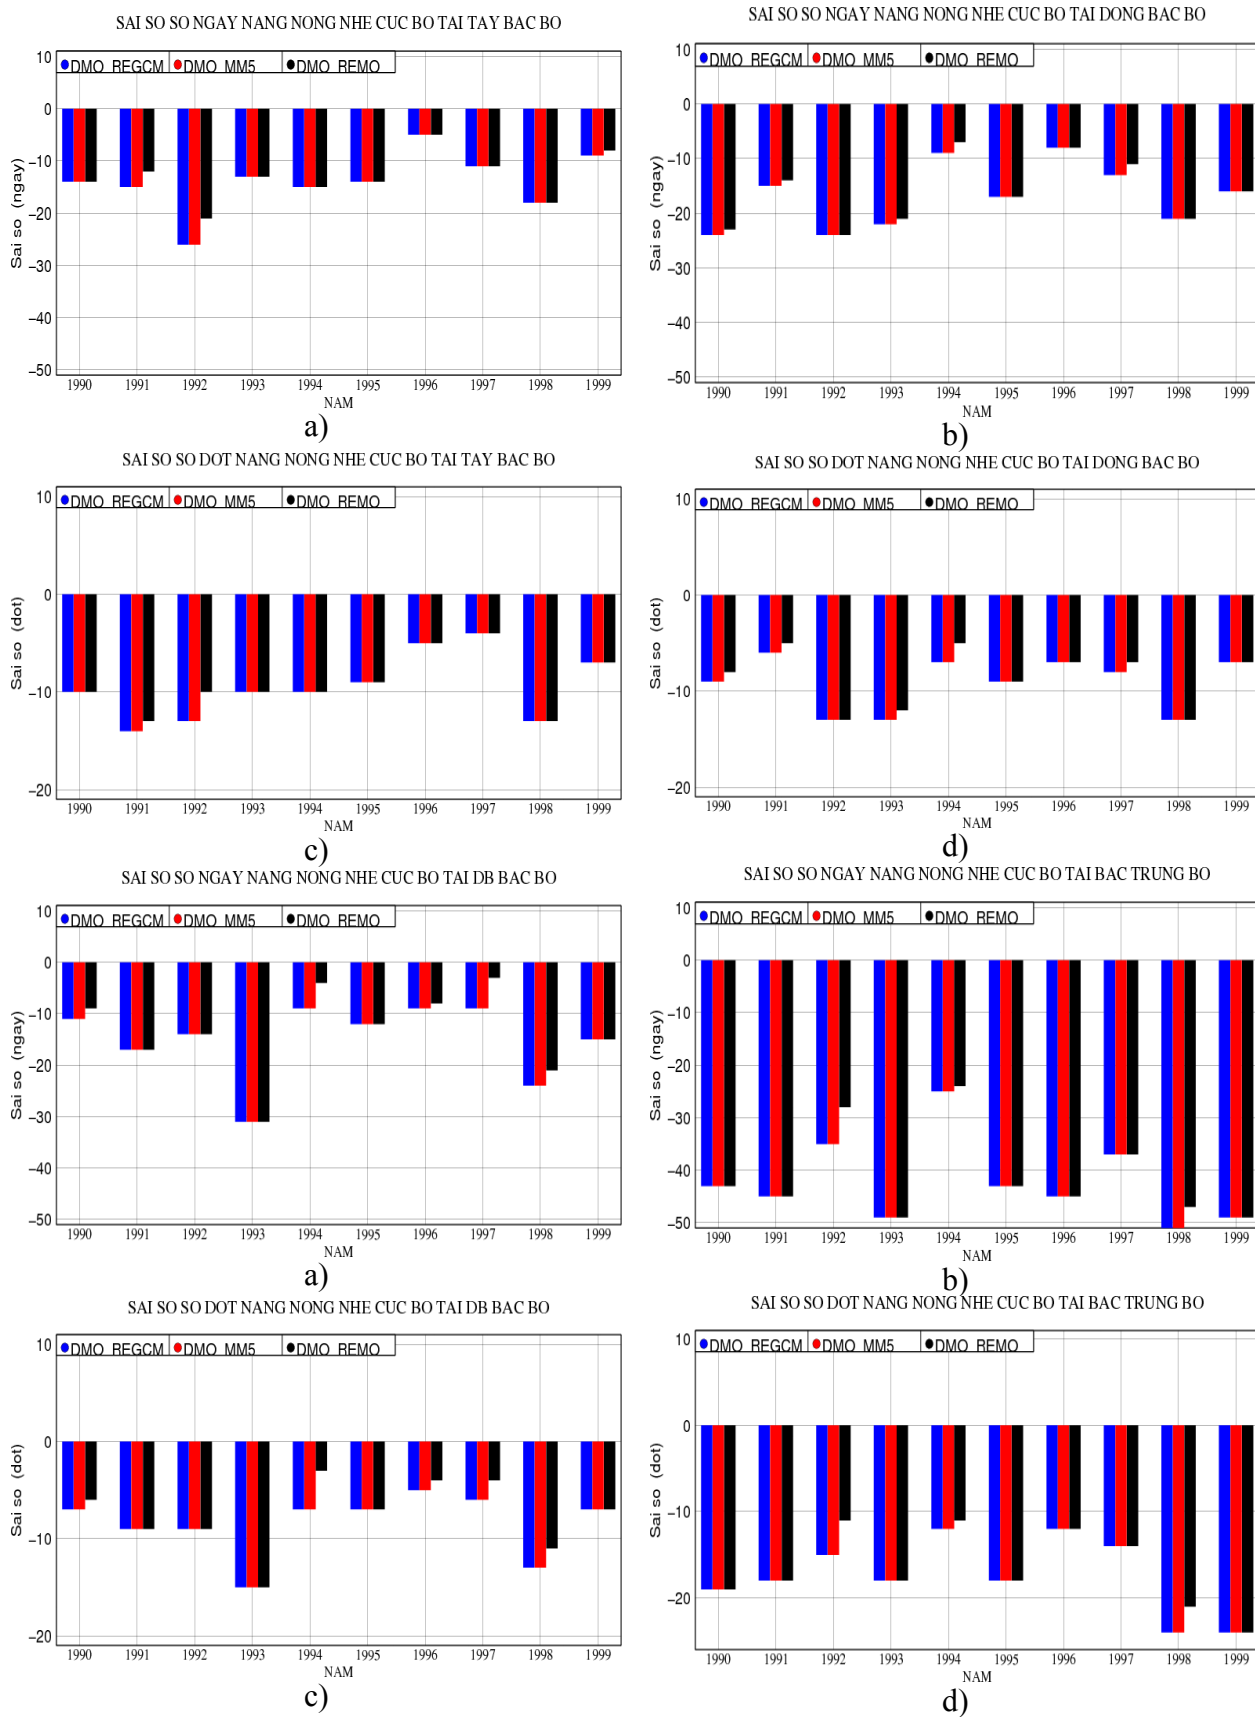 SAI SO SO NGAY NANG NONG NHE CUC BO TAI TAY BAC BO
DMO_REGCM DMO_MM5 DMO_REMO
10
0
−10
−20
−30
−40
−50
Sai so (ngay)
1990 1991 1992 1993 1994 1995 1996 1997 1998 1999
NAM
a)
SAI SO SO NGAY NANG NONG NHE CUC BO TAI DONG BAC BO
DMO_REGCM DMO_MM5 DMO_REMO
10
0
−10
−20
−30
−40
−50
Sai so (ngay)
1990 1991 1992 1993 1994 1995 1996 1997 1998 1999
NAM
b)
SAI SO SO DOT NANG NONG NHE CUC BO TAI TAY BAC BO
DMO_REGCM DMO_MM5 DMO_REMO
10
0
−10
−20
Sai so (dot)
1990 1991 1992 1993 1994 1995 1996 1997 1998 1999
NAM
c)
SAI SO SO DOT NANG NONG NHE CUC BO TAI DONG BAC BO
DMO_REGCM DMO_MM5 DMO_REMO
10
0
−10
−20
Sai so (dot)
1990 1991 1992 1993 1994 1995 1996 1997 1998 1999
NAM
d)
SAI SO SO NGAY NANG NONG NHE CUC BO TAI DB BAC BO
DMO_REGCM DMO_MM5 DMO_REMO
10
0
−10
−20
−30
−40
−50
Sai so (ngay)
1990 1991 1992 1993 1994 1995 1996 1997 1998 1999
NAM
a)
SAI SO SO NGAY NANG NONG NHE CUC BO TAI BAC TRUNG BO
DMO_REGCM DMO_MM5 DMO_REMO
10
0
−10
−20
−30
−40
−50
Sai so (ngay)
1990 1991 1992 1993 1994 1995 1996 1997 1998 1999
NAM
b)
SAI SO SO DOT NANG NONG NHE CUC BO TAI DB BAC BO
DMO_REGCM DMO_MM5 DMO_REMO
10
0
−10
−20
Sai so (dot)
1990 1991 1992 1993 1994 1995 1996 1997 1998 1999
NAM
c)
SAI SO SO DOT NANG NONG NHE CUC BO TAI BAC TRUNG BO
DMO_REGCM DMO_MM5 DMO_REMO
10
0
−10
−20
Sai so (dot)
1990 1991 1992 1993 1994 1995 1996 1997 1998 1999
NAM
d)